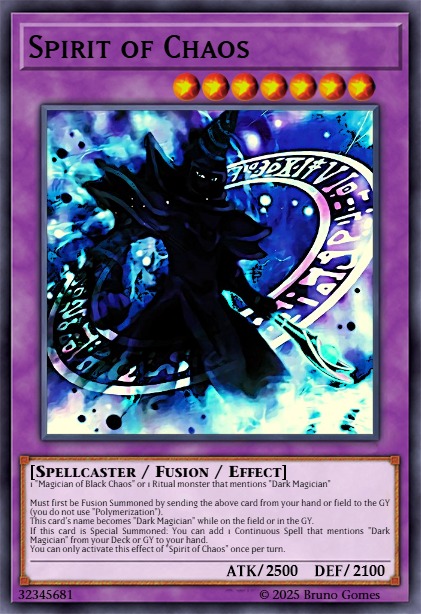 Spirit of Chaos
[Spellcaster / Fusion / Effect]
1 "Magician of Black Chaos" or 1 Ritual monster that mentions "Dark Magician"
Must first be Fusion Summoned by sending the above card from your hand or field to the GY
(you do not use "Polymerization").
This card's name becomes "Dark Magician" while on the field or in the GY.
If this card is Special Summoned: You can add 1 Continuous Spell that mentions "Dark
Magician" from your Deck or GY to your hand.
You can only activate this effect of "Spirit of Chaos" once per turn.
ATK/2500 DEF/2100
32345681 © 2025 Bruno Gomes